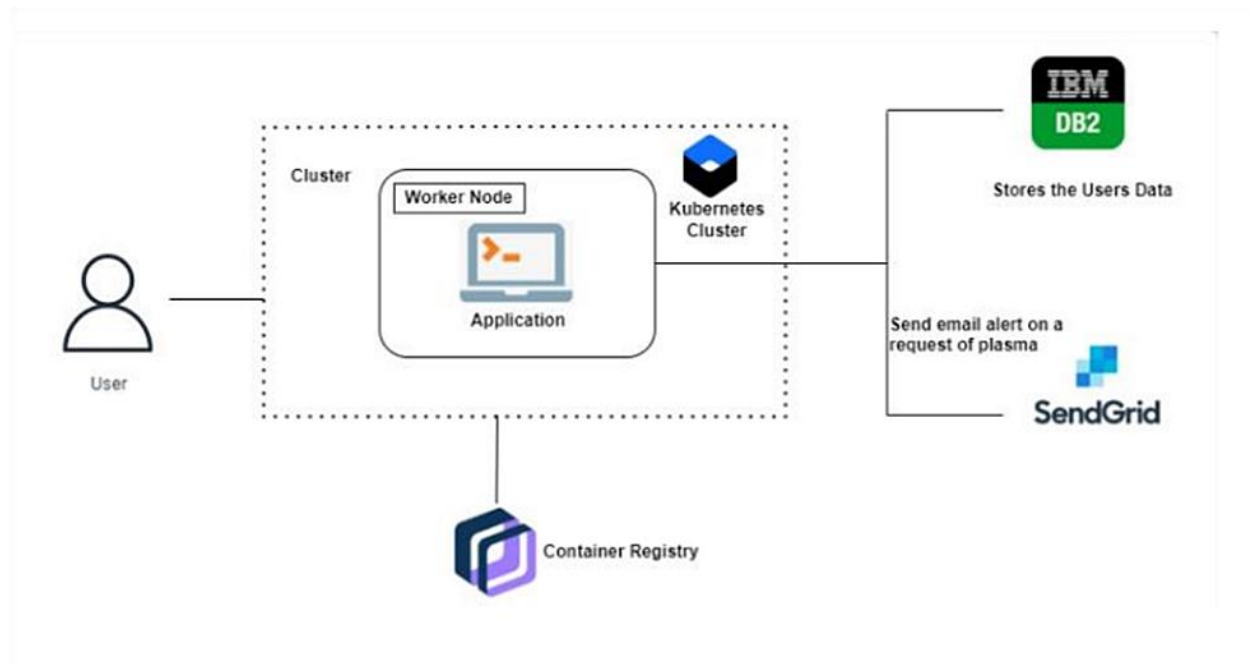 IBM
DB2
Stores the Users Data
Cluster
Worker Node
Kubernetes
Cluster
Application
User
Send email alert on a
request of plasma
SendGrid
Container Registry